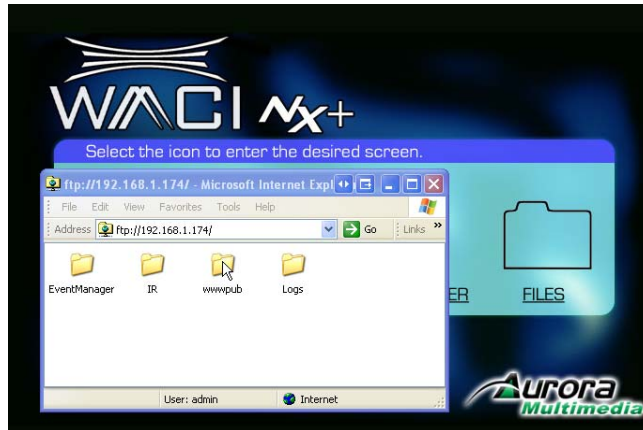 WACI NX+
Select the icon to enter the desired screen.
ftp://192.168.1.174/ - Microsoft Internet Expl
File Edit View Favorites Tools Help
Address ftp://192.168.1.174/ Go Links »
EventManager IR wwwpub Logs
ER FILES
User: admin Internet
Aurora
Multimedia